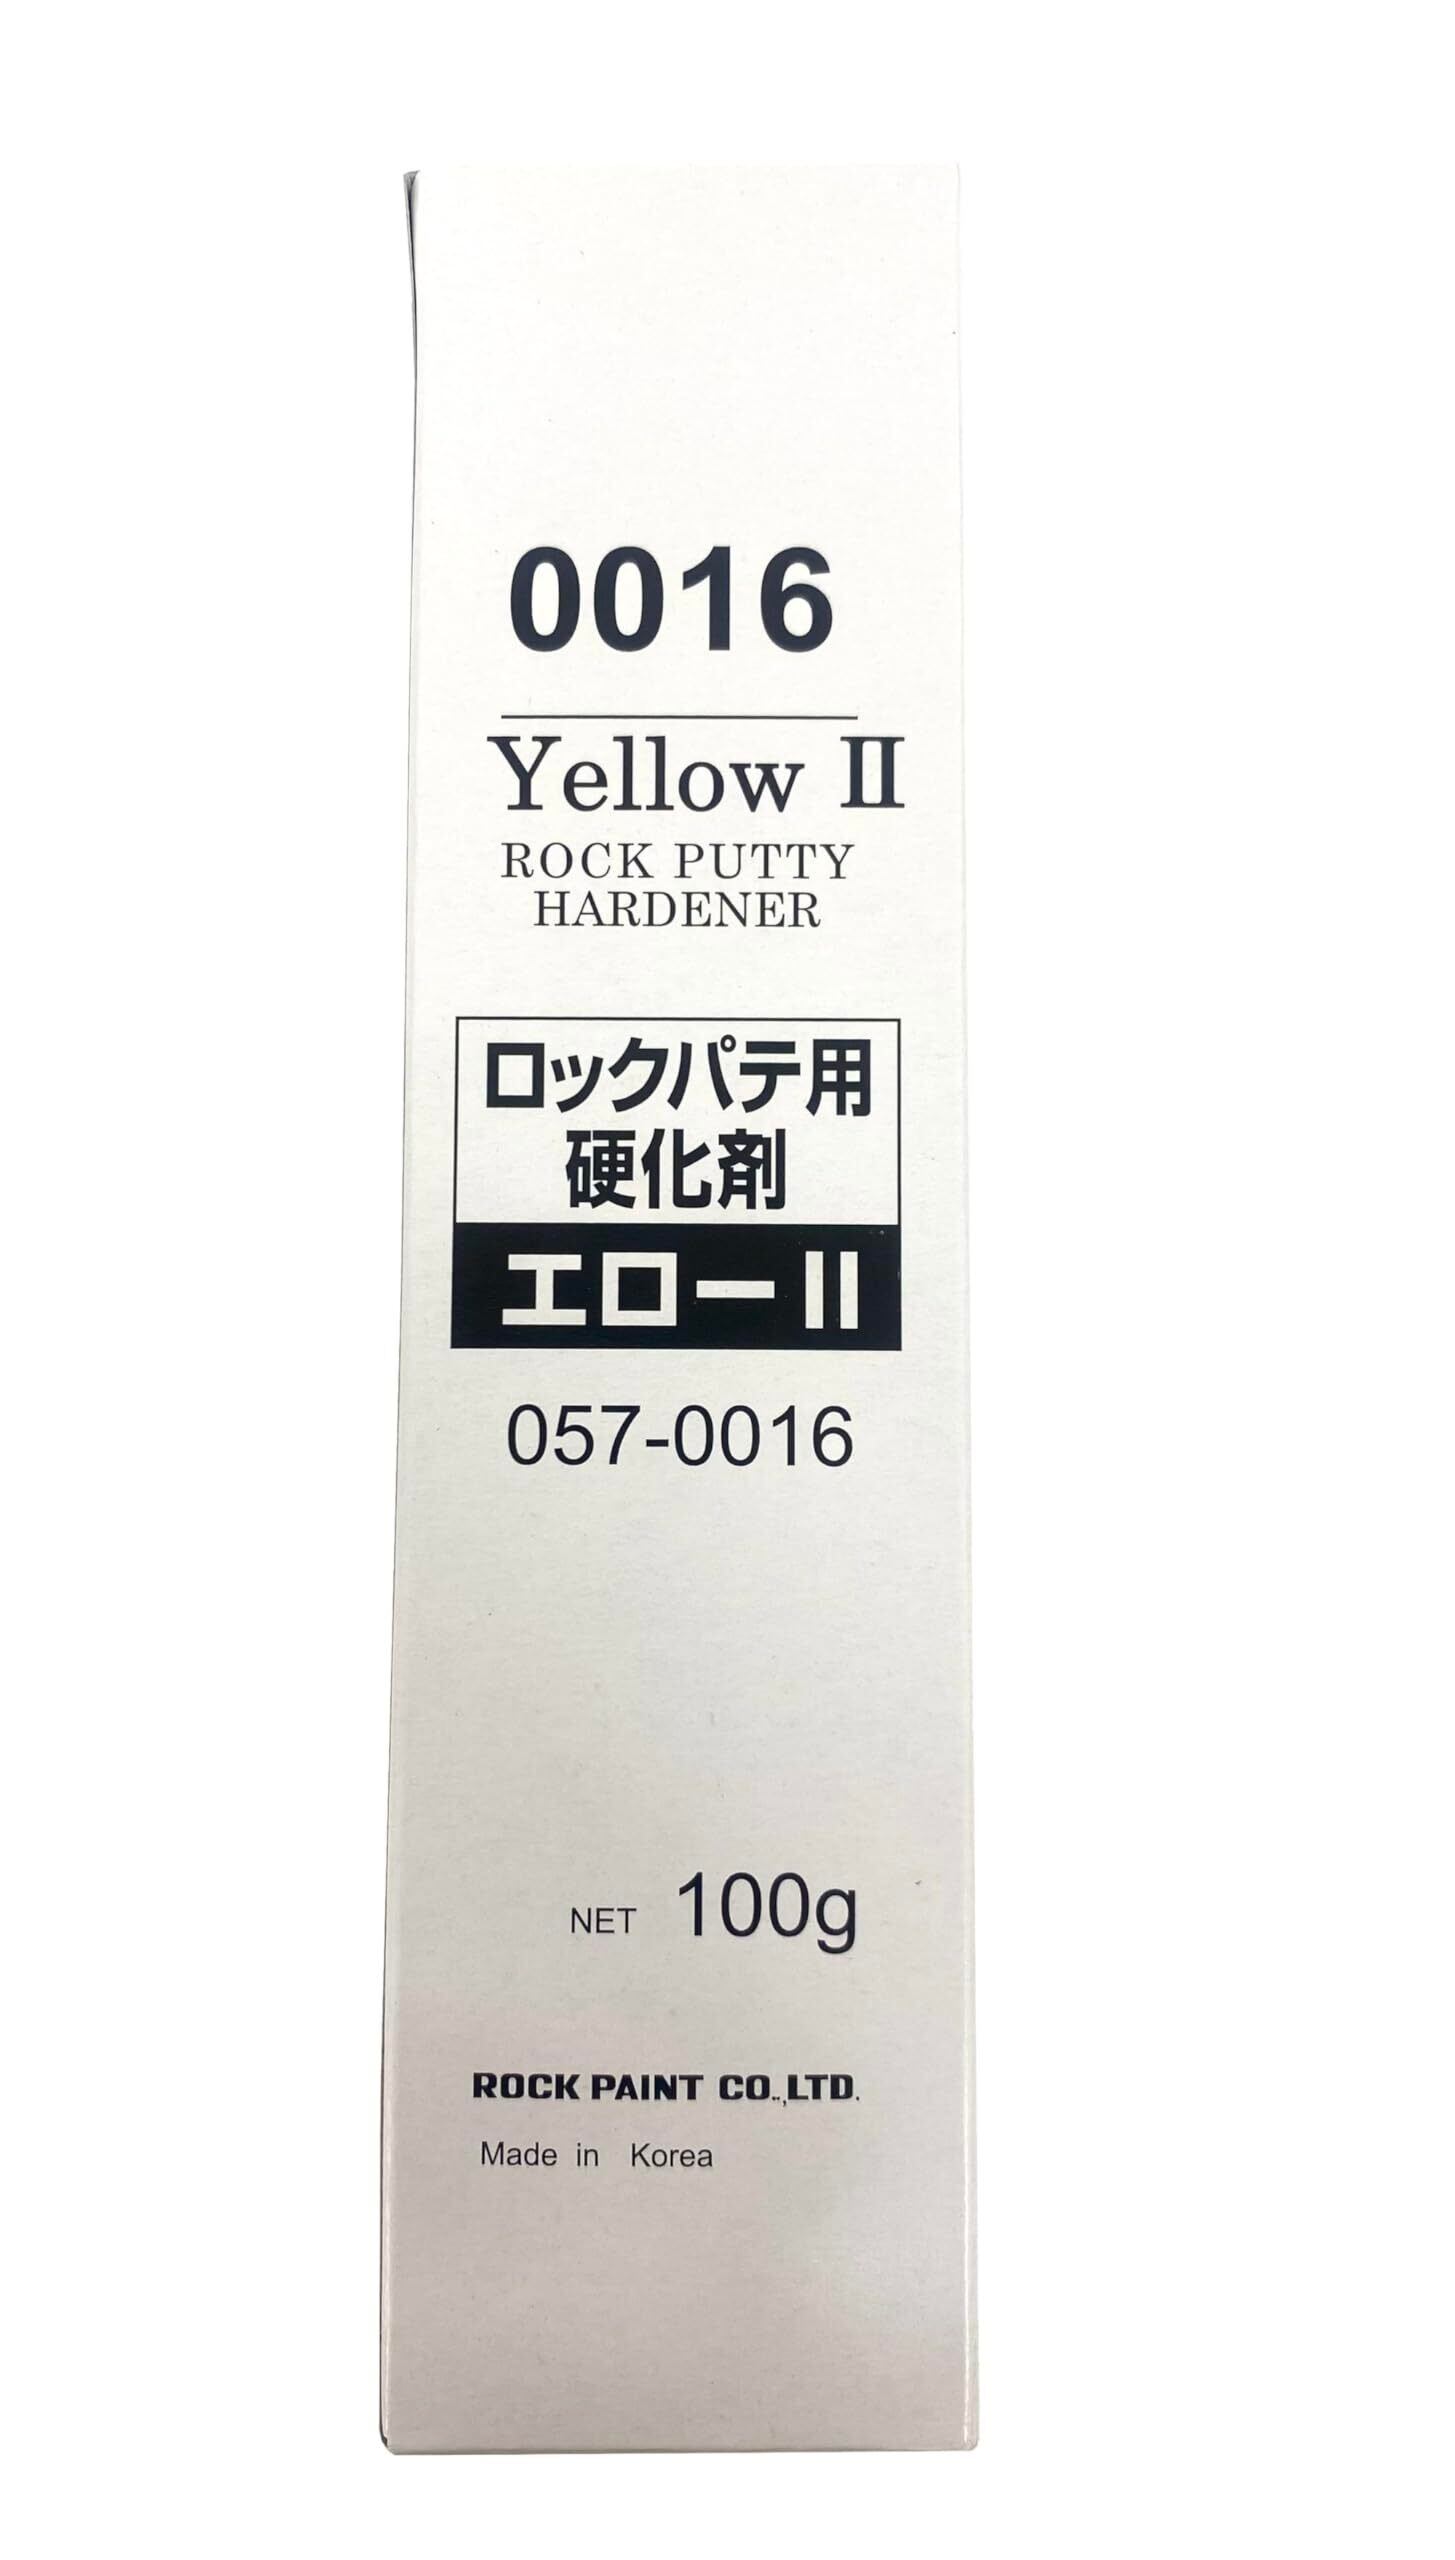 0016
Yellow II
ROCK PUTTY
HARDENER
ロックパテ用
硬化剤
エローII
057-0016
NET 100g
ROCK PAINT CO.,LTD.
Made in Korea